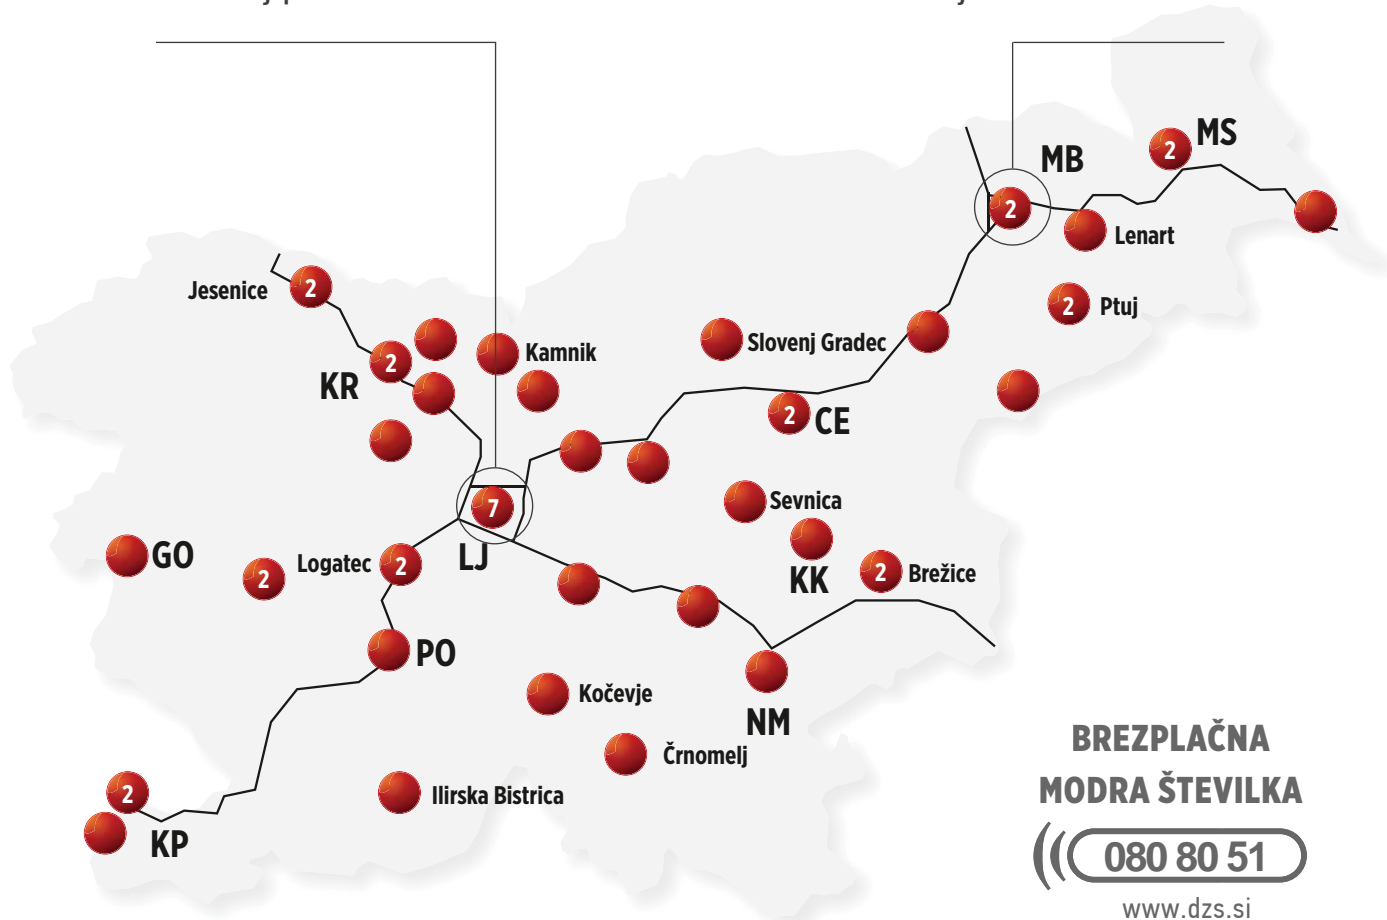 MS
2
MB
2
Lenart
Jesenice
2
2
Ptuj
Slovenj Gradec
Kamnik
2
KR
2
CE
Sevnica
7
GO
LJ
Logatec
2
2
KK
2
Brežice
PO
Kočevje
NM
Črnomelj
2
Ilirska Bistrica
KP
BREZPLAČNA
MODRA ŠTEVILKA
080 80 51
www.dzs.si